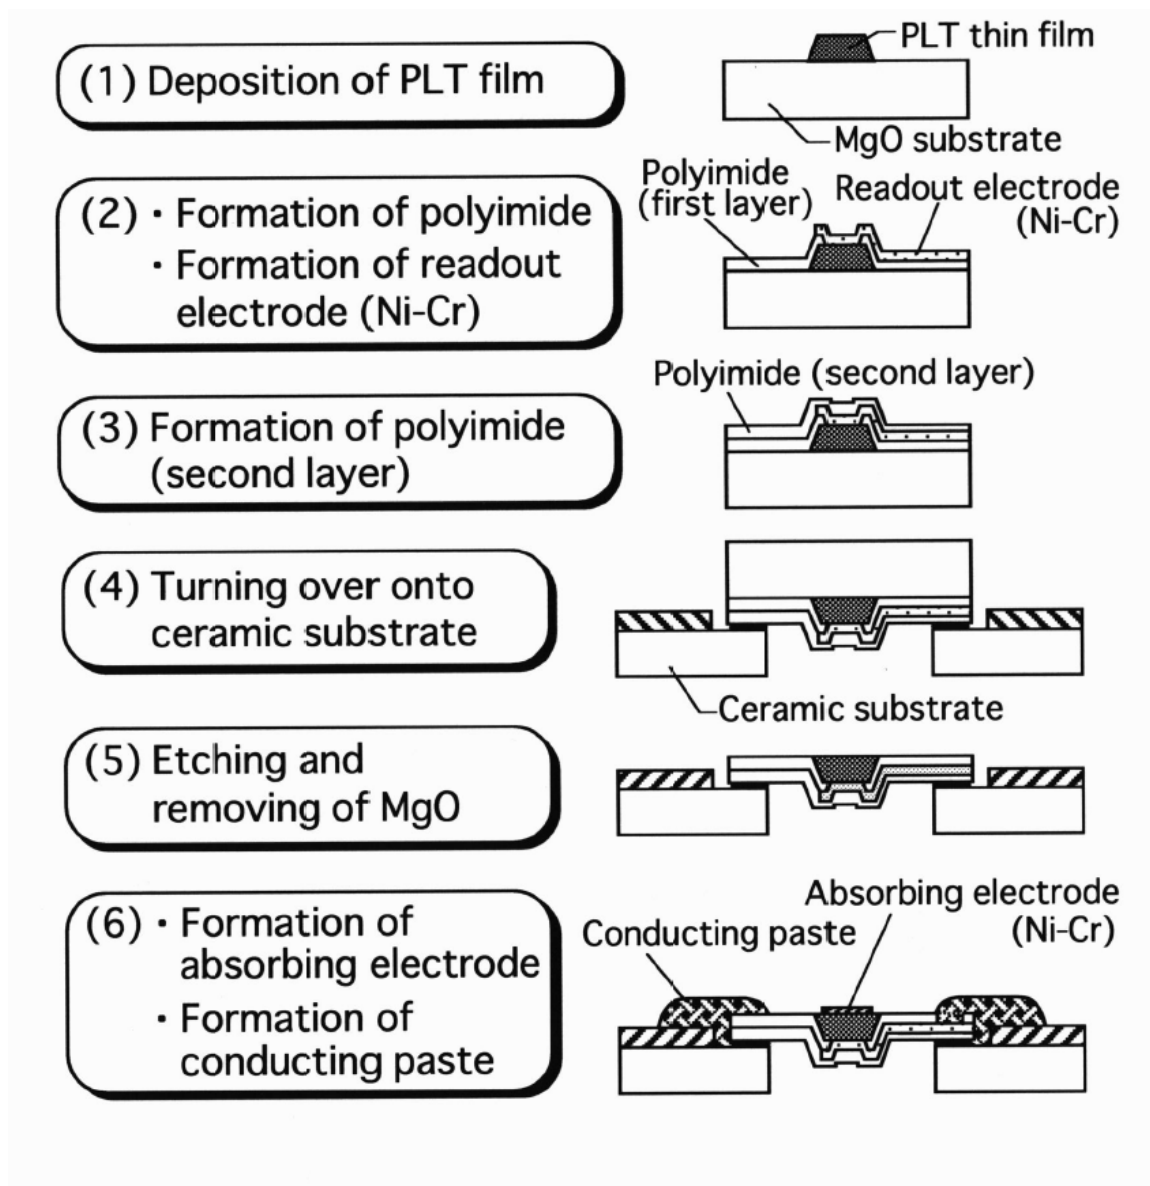 (1) Deposition of PLT film
PLT thin film
MgO substrate
(2) · Formation of polyimide
· Formation of readout
electrode (Ni-Cr)
Polyimide
(first layer)
Readout electrode
(Ni-Cr)
(3) Formation of polyimide
(second layer)
Polyimide (second layer)
(4) Turning over onto
ceramic substrate
Ceramic substrate
(5) Etching and
removing of MgO
(6) · Formation of
absorbing electrode
· Formation of
conducting paste
Absorbing electrode
(Ni-Cr)
Conducting paste